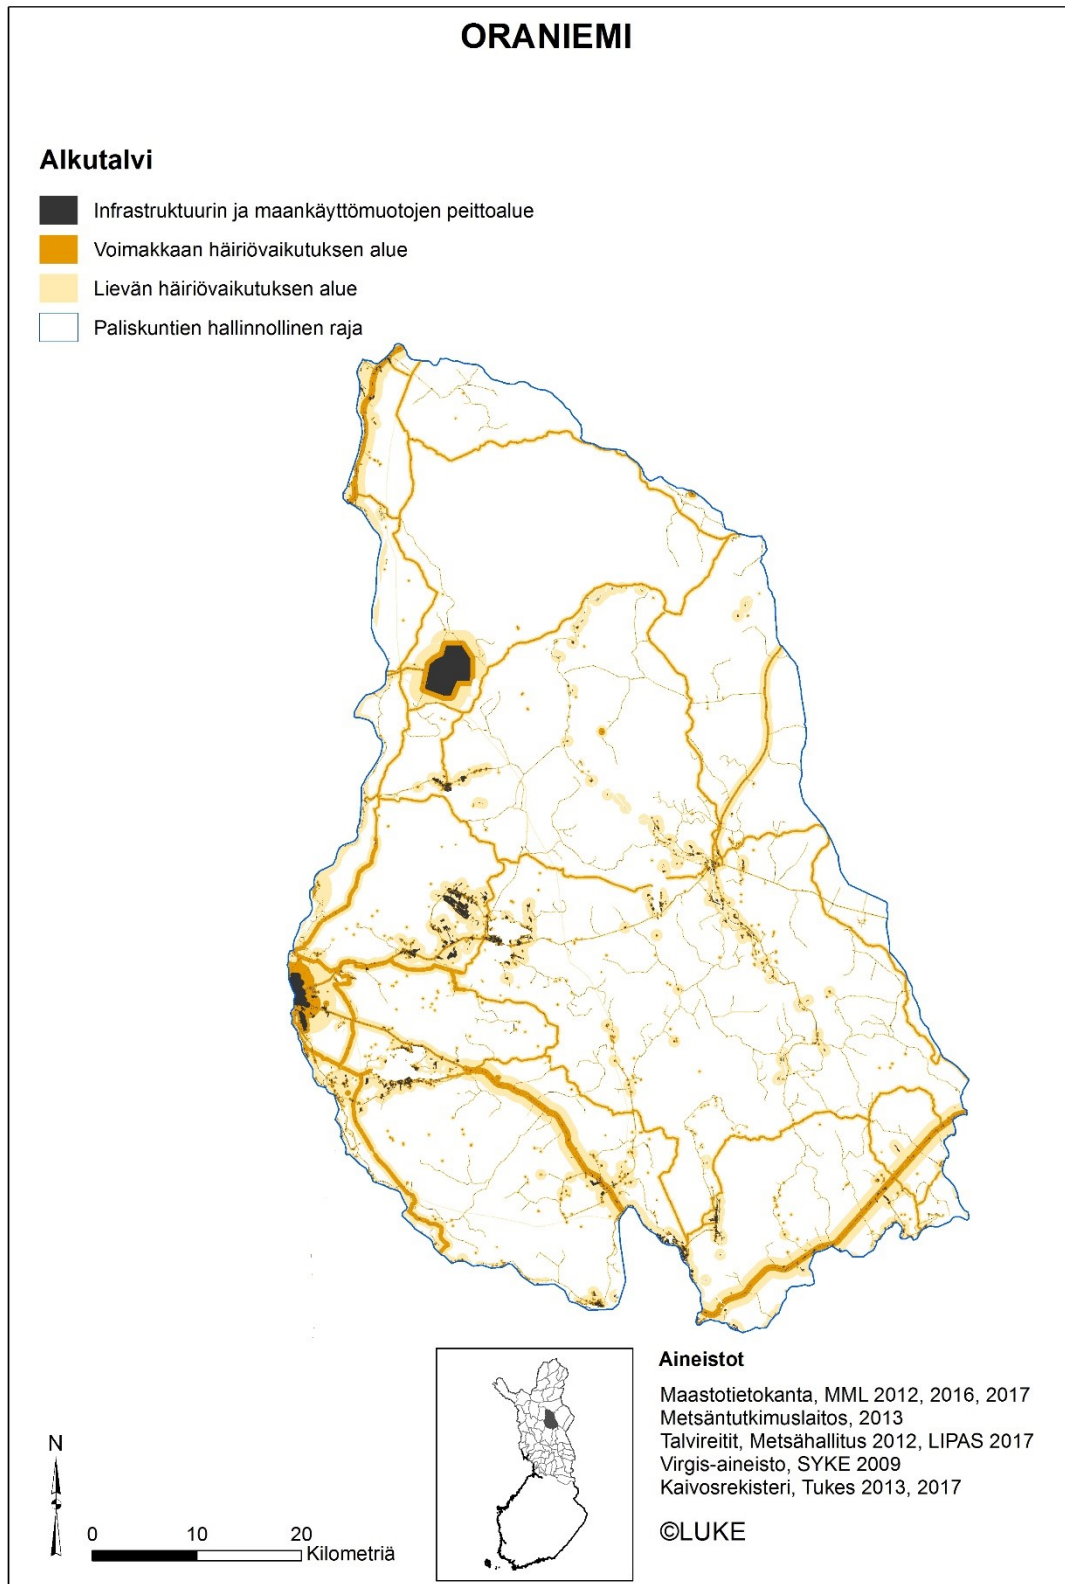 ORANIEMI
Alkutalvi
Infrastruktuurin ja maankäyttömuotojen peittoalue
Voimakkaan häiriövaikutuksen alue
Lievän häiriövaikutuksen alue
Paliskuntien hallinnollinen raja
Aineistot
Maastotietokanta, MML 2012, 2016, 2017
Metsäntutkimuslaitos, 2013
Talvireitit, Metsähallitus 2012, LIPAS 2017
Virgis-aineisto, SYKE 2009
Kaivosrekisteri, Tukes 2013, 2017
©LUKE
N
0 10 20
Kilometriä